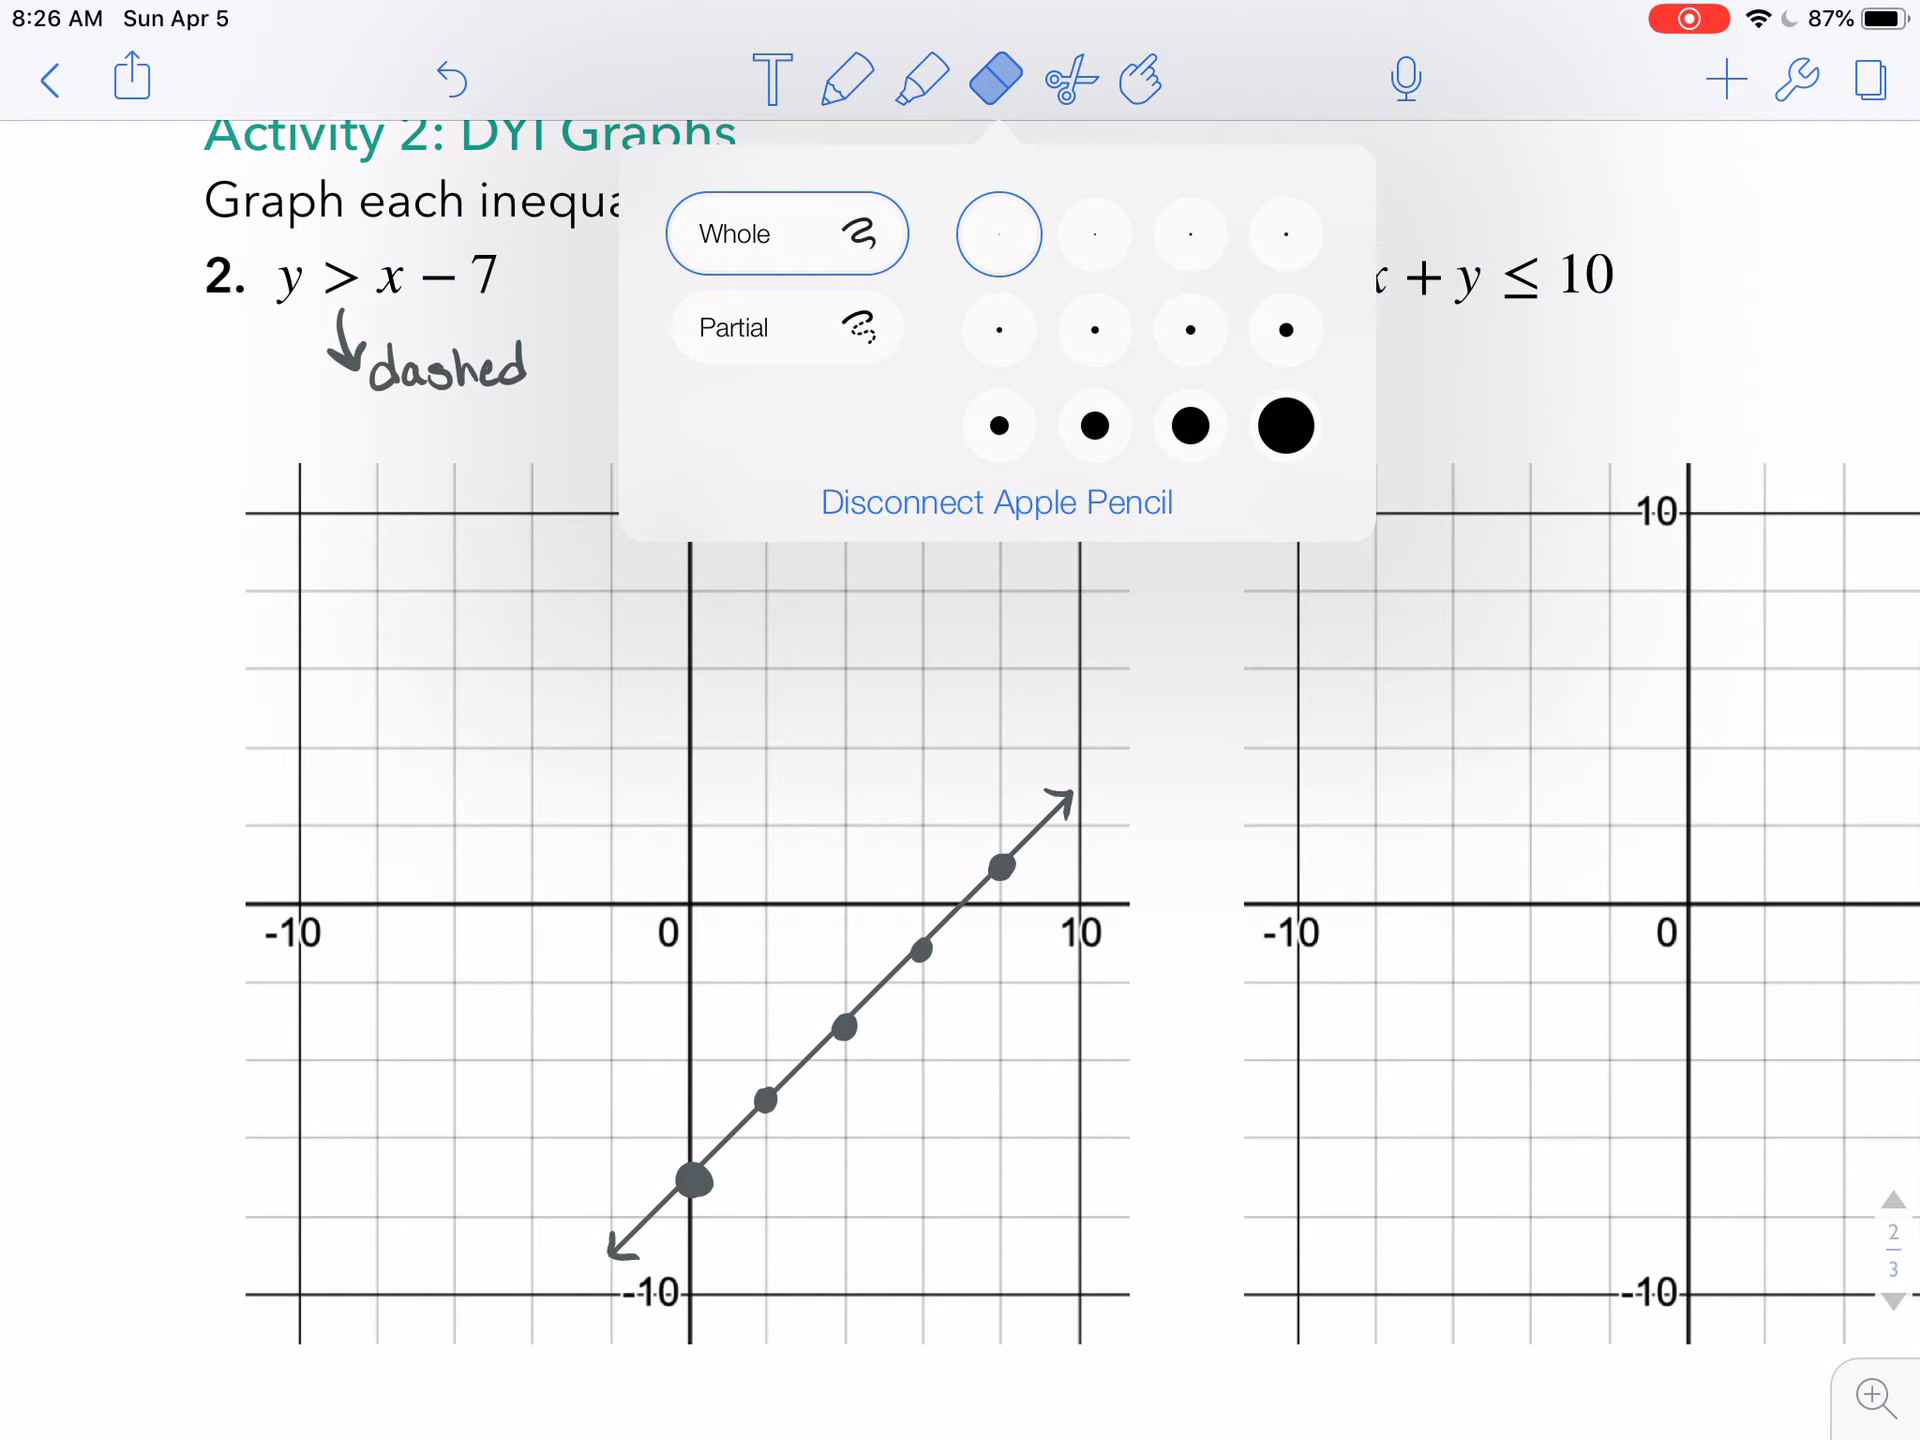 8:26 AM Sun Apr 5 87%
T
Activity 2: DYI Graphs
Graph each inequa
2. y > x − 7
dashed
x + y ≤ 10
Whole
Partial
Disconnect Apple Pencil
-10 0 10
-10
10
-10 0
-10
2
3